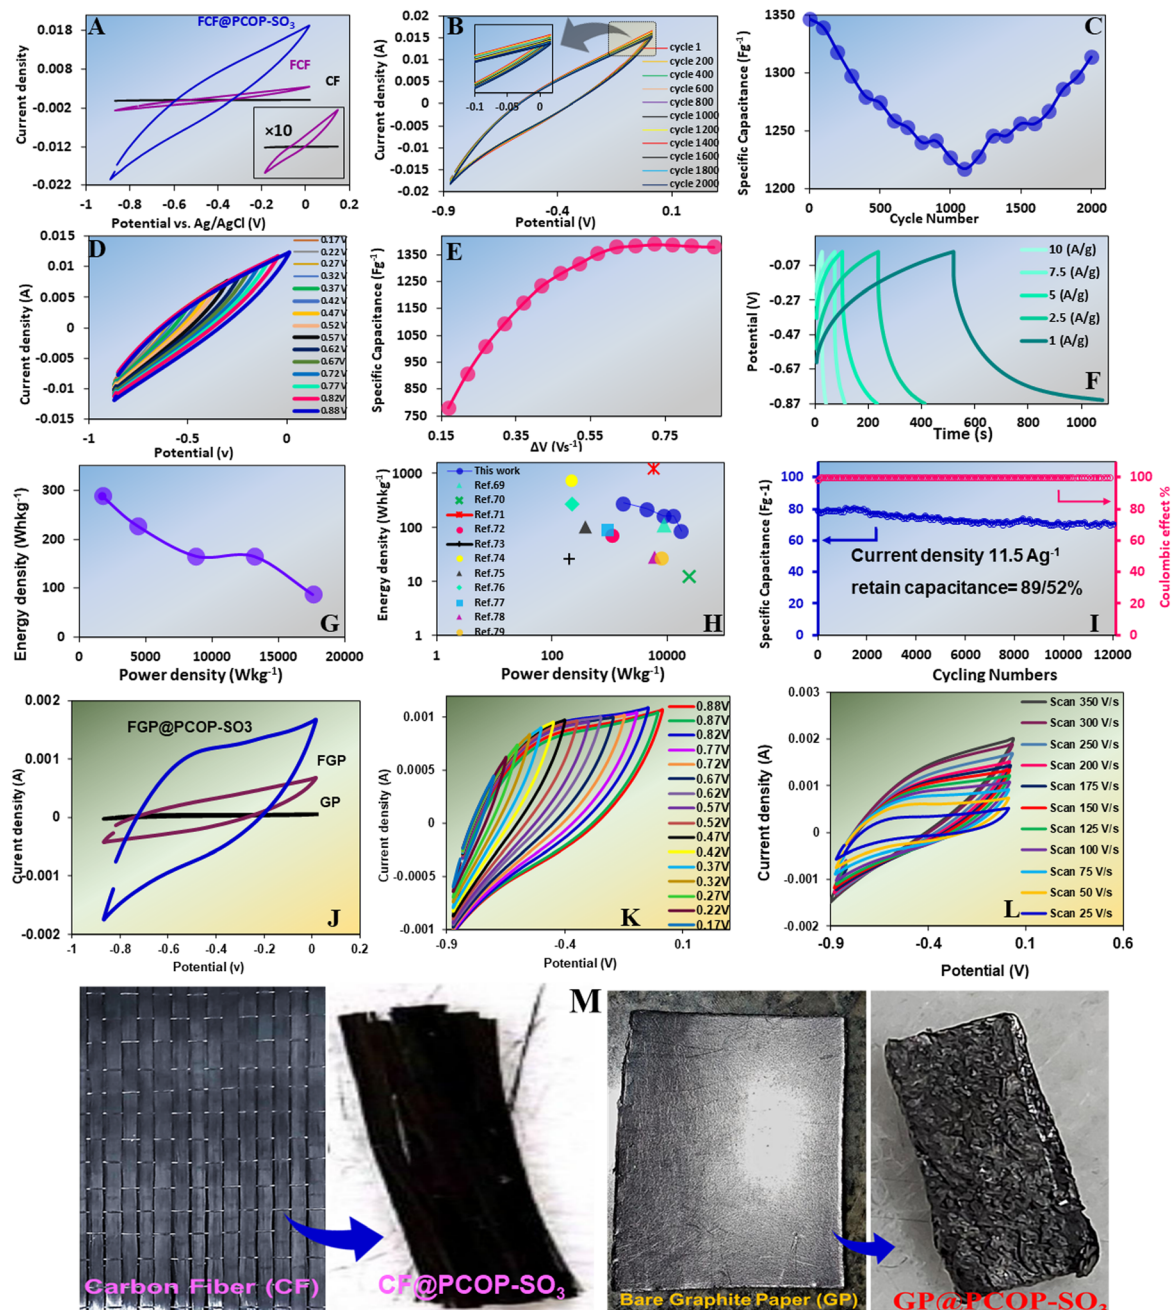 A
FCF@PCOP-SO3
FCF
CF
×10
Current density
0.018
0.008
-0.002
-0.012
-0.022
-1
-0.8
-0.6
-0.4
-0.2
0
0.2
Potential vs. Ag/AgCl (V)
B
Current density (A)
0.02
0.015
0.01
0.005
0
-0.005
-0.01
-0.015
-0.02
-0.9
-0.4
0.1
-0.1
-0.05
0
Potential (V)
cycle 1
cycle 200
cycle 400
cycle 600
cycle 800
cycle 1000
cycle 1200
cycle 1400
cycle 1600
cycle 1800
cycle 2000
C
Specific Capacitance (Fg-1)
1350
1300
1250
1200
0
500
1000
1500
2000
Cycle Number
D
Current density (A)
0.015
0.01
0.005
0
-0.005
-0.01
-0.015
-1
-0.5
0
Potential (v)
0.17V
0.22V
0.27V
0.32V
0.37V
0.42V
0.47V
0.52V
0.57V
0.62V
0.67V
0.72V
0.77V
0.82V
0.88V
E
Specific Capacitance (Fg-1)
1350
1250
1150
1050
950
850
750
0.15
0.35
0.55
0.75
ΔV (Vs-1)
F
Potential (V)
-0.07
-0.27
-0.47
-0.67
-0.87
0
200
400
600
800
1000
Time (s)
10 (A/g)
7.5 (A/g)
5 (A/g)
2.5 (A/g)
1 (A/g)
G
Energy density (Whkg-1)
300
200
100
0
0
5000
10000
15000
20000
Power density (Wkg-1)
H
Energy density (Whkg-1)
1000
100
10
1
1
100
10000
Power density (Wkg-1)
This work
Ref.69
Ref.70
Ref.71
Ref.72
Ref.73
Ref.74
Ref.75
Ref.76
Ref.77
Ref.78
Ref.79
I
Specific Capacitance (Fg-1)
100
80
60
40
20
0
Current density 11.5 Ag-1
retain capacitance= 89/52%
0
2000
4000
6000
8000
10000
12000
Cycling Numbers
100
80
60
40
20
0
Coulombic effect %
J
FGP@PCOP-SO3
FGP
GP
Current density (A)
0.002
0.001
0
-0.001
-0.002
-1
-0.8
-0.6
-0.4
-0.2
0
0.2
Potential (v)
K
Current density (A)
0.001
0.0005
0
-0.0005
-0.001
-0.9
-0.4
0.1
Potential (V)
0.88V
0.87V
0.82V
0.77V
0.72V
0.67V
0.62V
0.57V
0.52V
0.47V
0.42V
0.37V
0.32V
0.27V
0.22V
0.17V
L
Current density (A)
0.003
0.002
0.001
0
-0.001
-0.002
-0.9
-0.4
0.1
0.6
Potential (V)
Scan 350 V/s
Scan 300 V/s
Scan 250 V/s
Scan 200 V/s
Scan 175 V/s
Scan 150 V/s
Scan 125 V/s
Scan 100 V/s
Scan 75 V/s
Scan 50 V/s
Scan 25 V/s
M
Carbon Fiber (CF)
CF@PCOP-SO3
Bare Graphite Paper (GP)
GP@PCOP-SO